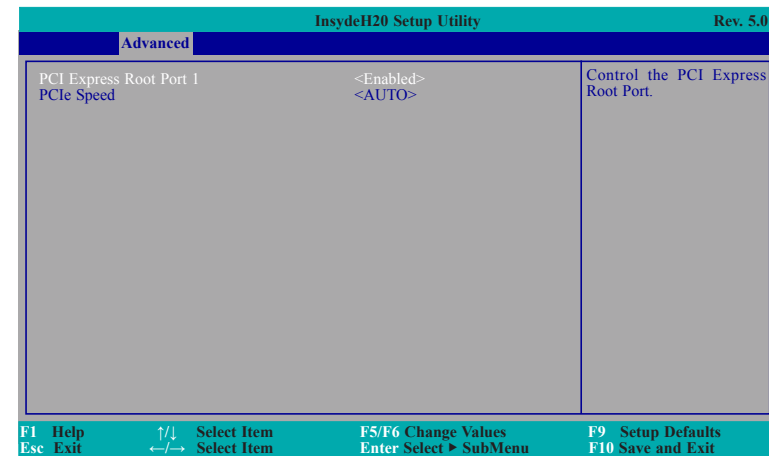 InsydeH20 Setup Utility Rev. 5.0
Advanced
PCI Express Root Port 1 <Enabled>
PCIe Speed <AUTO>
Control the PCI Express
Root Port.
F1 Help ↑/↓ Select Item F5/F6 Change Values F9 Setup Defaults
Esc Exit ←/→ Select Item Enter Select ▶ SubMenu F10 Save and Exit